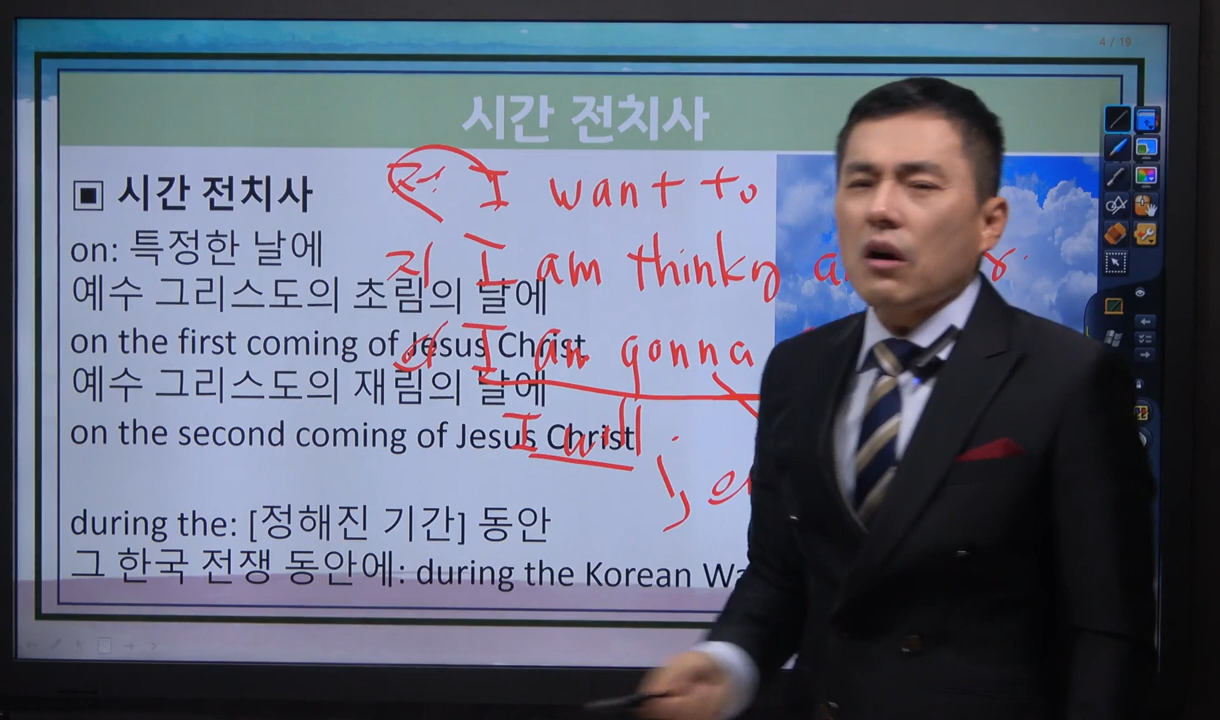 4 / 19
시간 전치사
▣ 시간 전치사
I want to
on: 특정한 날에
지 I am thinking
예수 그리스도의 초림의 날에
on the first coming of Jesus Christ
I am gonna
예수 그리스도의 재림의 날에
on the second coming of Jesus Christ
I will
during the: [정해진 기간] 동안
그 한국 전쟁 동안에: during the Korean